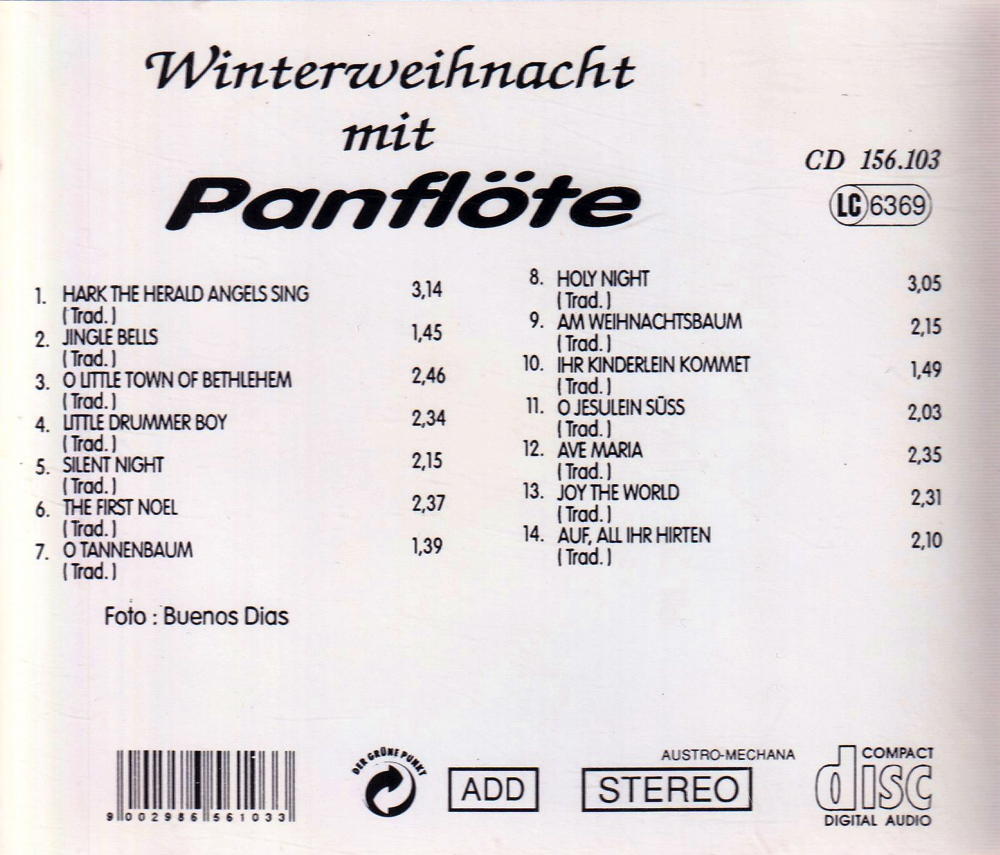 Winterweihnacht
mit
Panflöte
CD 156.103
LC 6369
1. HARK THE HERALD ANGELS SING 3,14
(Trad.)
2. JINGLE BELLS 1,45
(Trad.)
3. O LITTLE TOWN OF BETHLEHEM 2,46
(Trad.)
4. LITTLE DRUMMER BOY 2,34
(Trad.)
5. SILENT NIGHT 2,15
(Trad.)
6. THE FIRST NOEL 2,37
(Trad.)
7. O TANNENBAUM 1,39
(Trad.)
8. HOLY NIGHT 3,05
(Trad.)
9. AM WEIHNACHTSBAUM 2,15
(Trad.)
10. IHR KINDERLEIN KOMMET 1,49
(Trad.)
11. O JESULEIN SÜSS 2,03
(Trad.)
12. AVE MARIA 2,35
(Trad.)
13. JOY THE WORLD 2,31
(Trad.)
14. AUF, ALL IHR HIRTEN 2,10
(Trad.)
Foto : Buenos Dias
9 002986 561033
DER GRÜNE PUNKT
ADD
AUSTRO-MECHANA
STEREO
COMPACT
disc
DIGITAL AUDIO